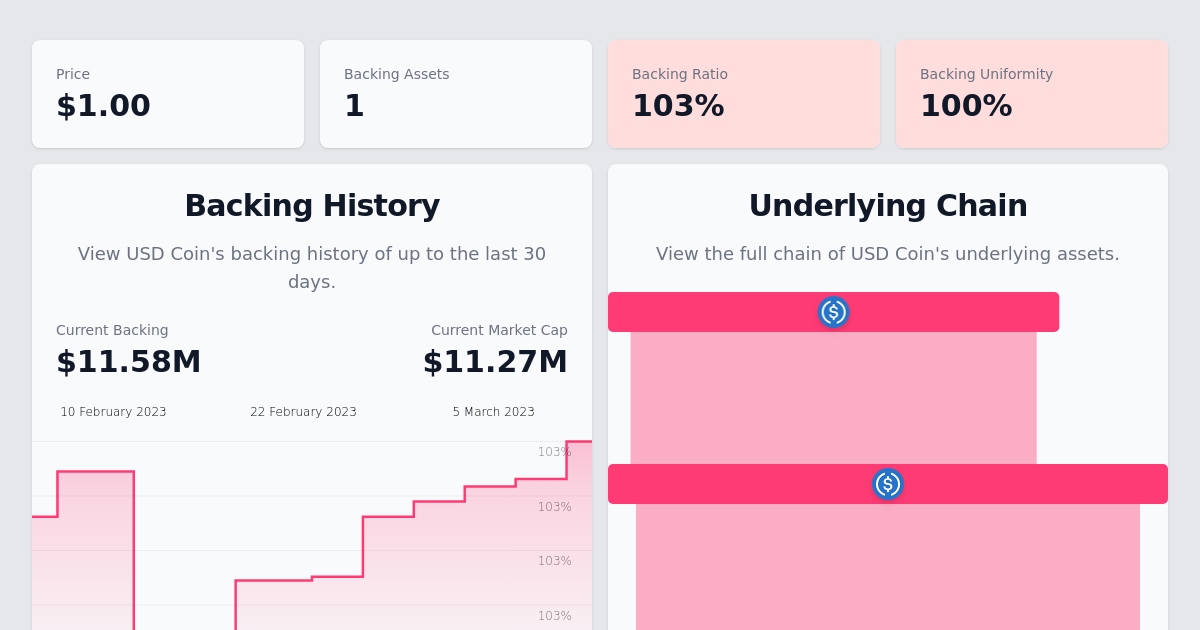 Price
$1.00
Backing Assets
1
Backing Ratio
103%
Backing Uniformity
100%
Backing History
View USD Coin's backing history of up to the last 30
days.
Current Backing
$11.58M
Current Market Cap
$11.27M
10 February 2023
22 February 2023
5 March 2023
103%
103%
103%
103%
Underlying Chain
View the full chain of USD Coin's underlying assets.
$
$